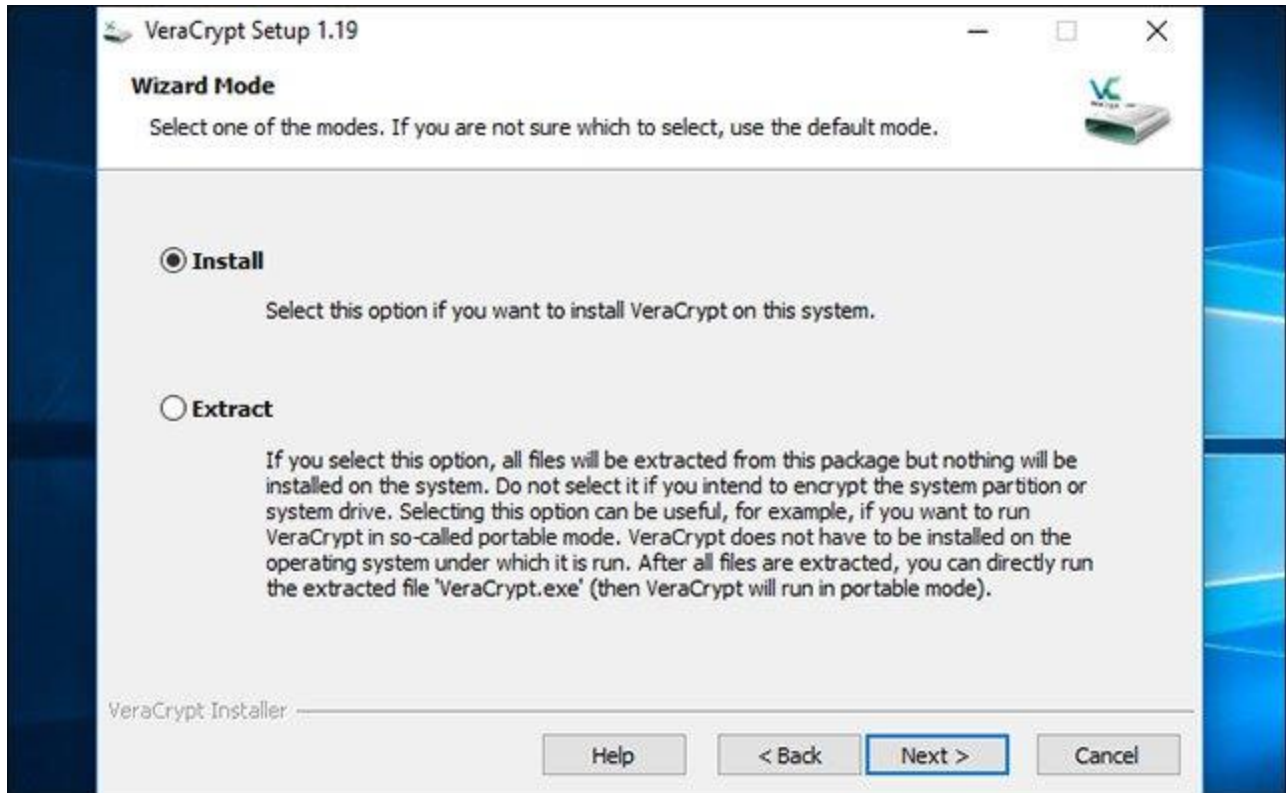 VeraCrypt Setup 1.19
Wizard Mode
Select one of the modes. If you are not sure which to select, use the default mode.
VC
Install
Select this option if you want to install VeraCrypt on this system.
Extract
If you select this option, all files will be extracted from this package but nothing will be
installed on the system. Do not select it if you intend to encrypt the system partition or
system drive. Selecting this option can be useful, for example, if you want to run
VeraCrypt in so-called portable mode. VeraCrypt does not have to be installed on the
operating system under which it is run. After all files are extracted, you can directly run
the extracted file 'VeraCrypt.exe' (then VeraCrypt will run in portable mode).
VeraCrypt Installer
Help < Back Next > Cancel